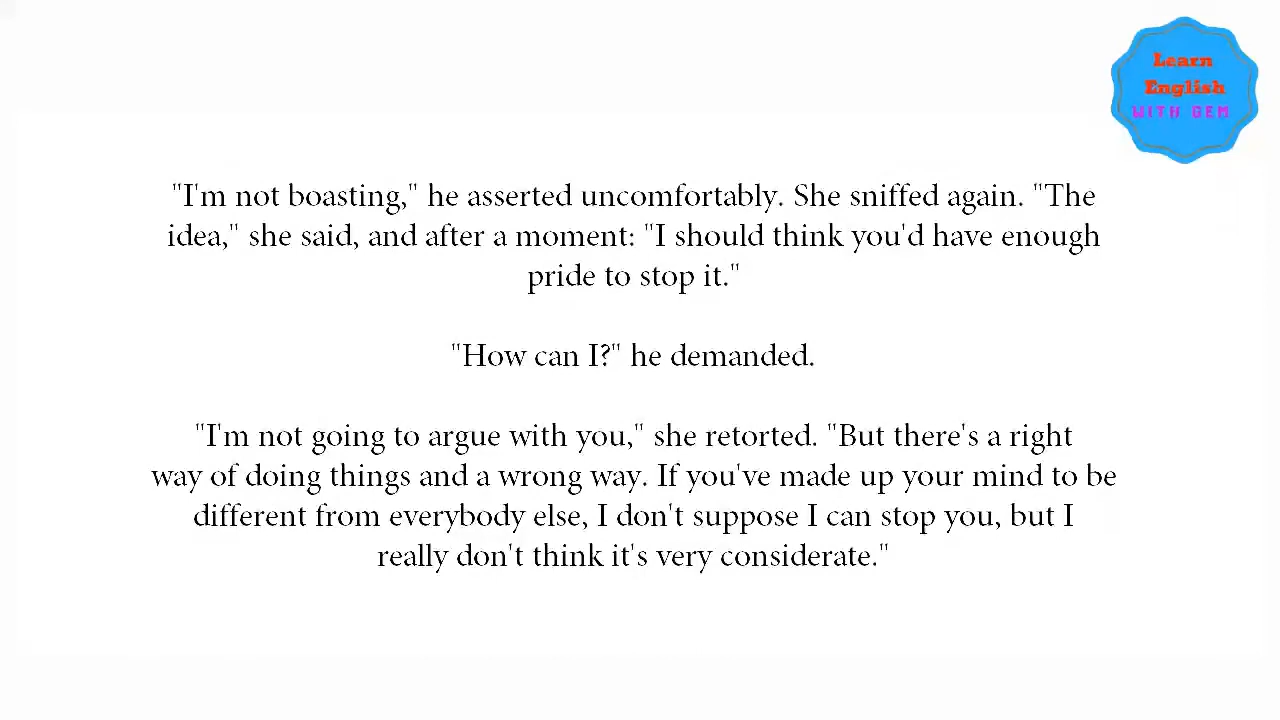 Learn
English
WITH GEM
"I'm not boasting," he asserted uncomfortably. She sniffed again. "The
idea," she said, and after a moment: "I should think you'd have enough
pride to stop it."
"How can I?" he demanded.
"I'm not going to argue with you," she retorted. "But there's a right
way of doing things and a wrong way. If you've made up your mind to be
different from everybody else, I don't suppose I can stop you, but I
really don't think it's very considerate."